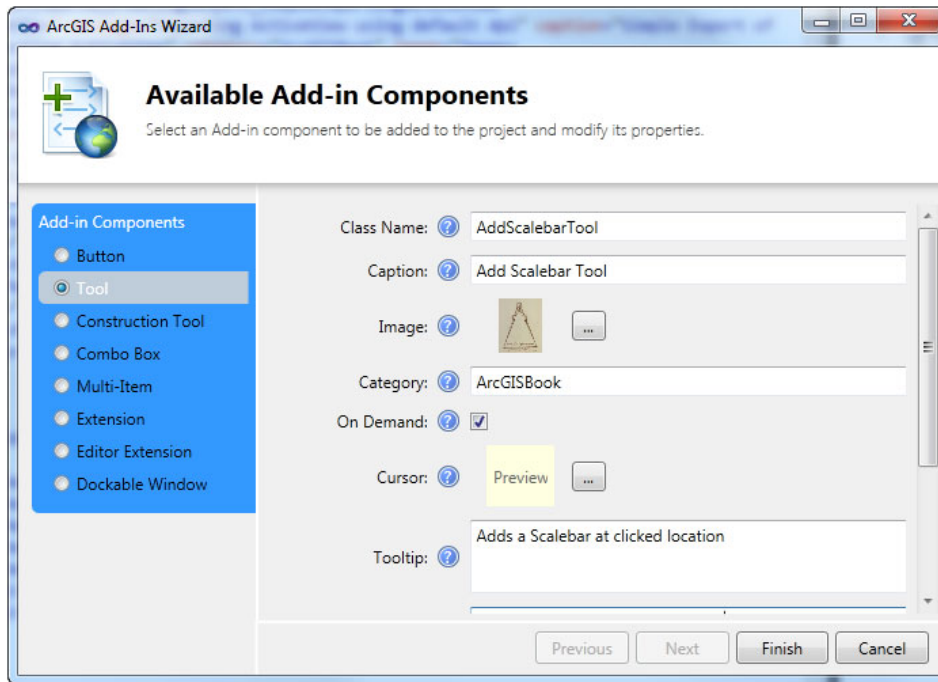 ArcGIS Add-Ins Wizard
Available Add-in Components
Select an Add-in component to be added to the project and modify its properties.
Add-in Components
Button
Tool
Construction Tool
Combo Box
Multi-Item
Extension
Editor Extension
Dockable Window
Class Name: AddScalebarTool
Caption: Add Scalebar Tool
Image: ...
Category: ArcGISBook
On Demand:
Cursor: Preview ...
Tooltip: Adds a Scalebar at clicked location
Previous Next Finish Cancel